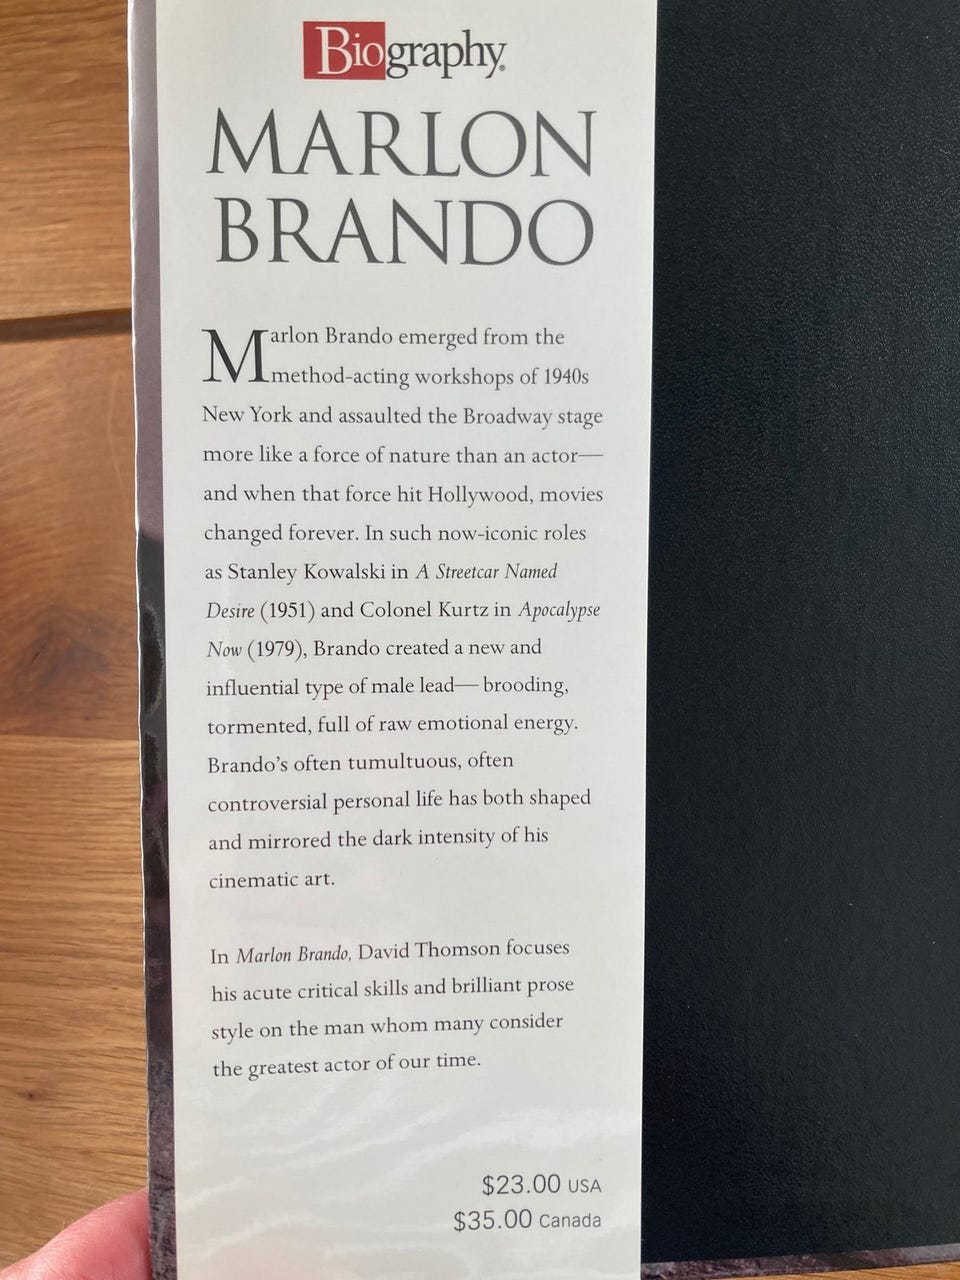 Biography.
MARLON
BRANDO
Marlon Brando emerged from the
method-acting workshops of 1940s
New York and assaulted the Broadway stage
more like a force of nature than an actor—
and when that force hit Hollywood, movies
changed forever. In such now-iconic roles
as Stanley Kowalski in A Streetcar Named
Desire (1951) and Colonel Kurtz in Apocalypse
Now (1979), Brando created a new and
influential type of male lead— brooding,
tormented, full of raw emotional energy.
Brando’s often tumultuous, often
controversial personal life has both shaped
and mirrored the dark intensity of his
cinematic art.
In Marlon Brando, David Thomson focuses
his acute critical skills and brilliant prose
style on the man whom many consider
the greatest actor of our time.
$23.00 USA
$35.00 Canada